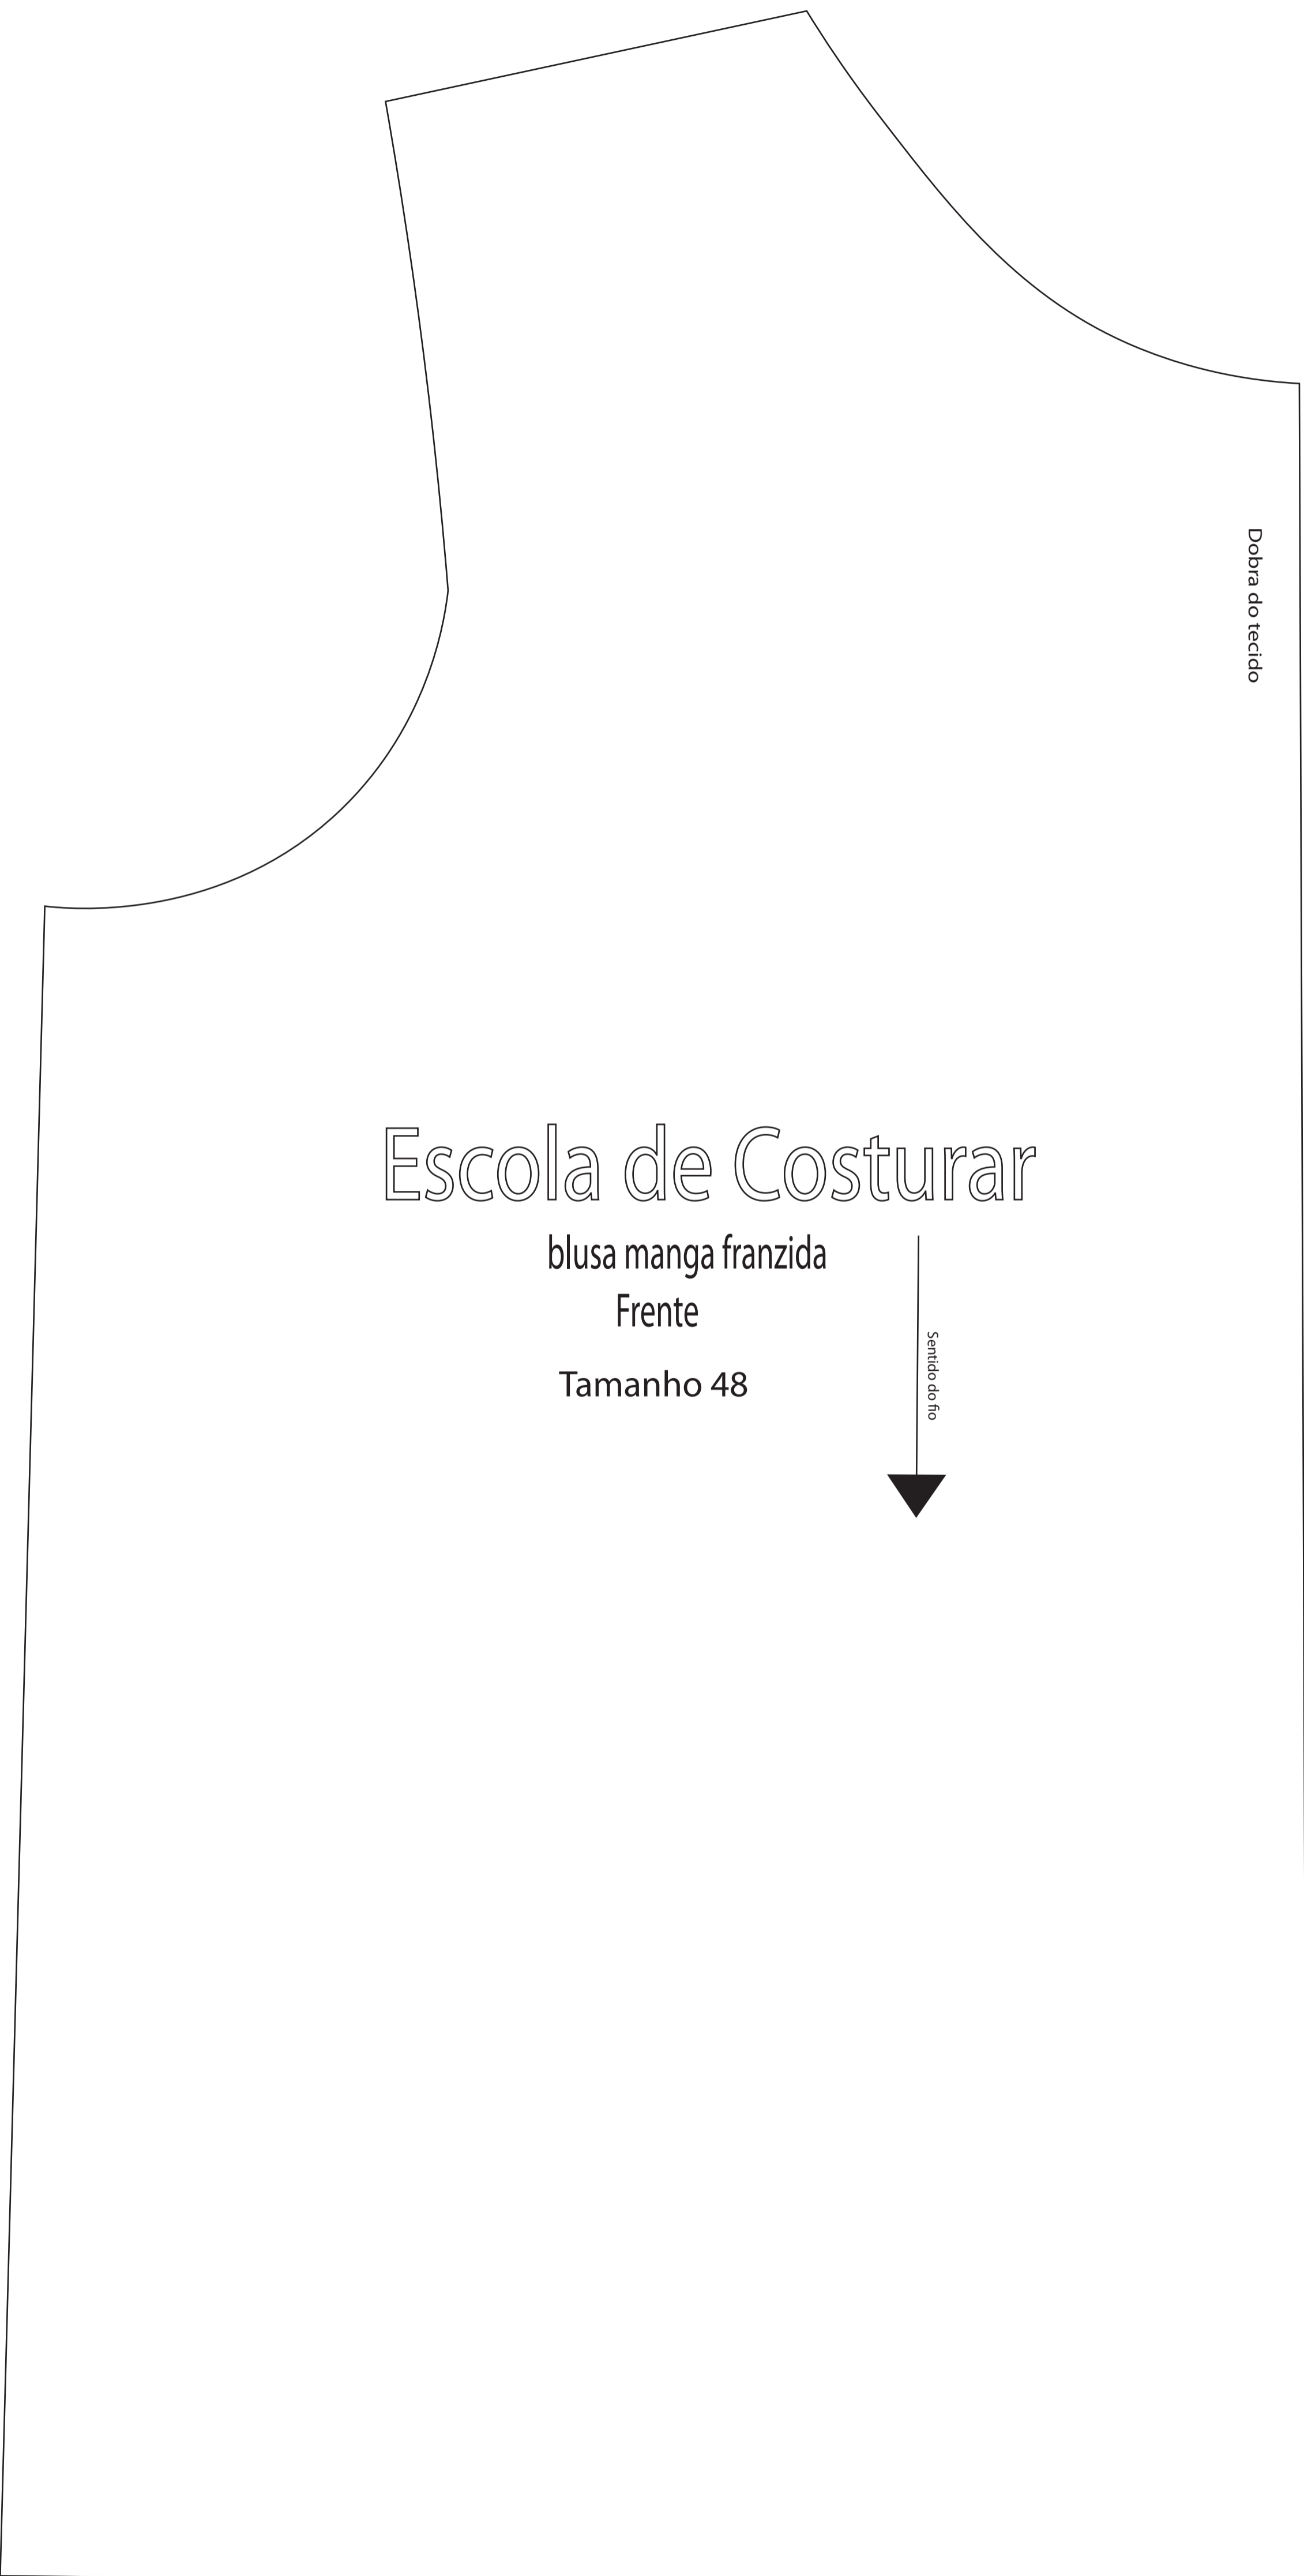 Dobra do tecido
Escola de Costurar
blusa manga franzida
Frente
Tamanho 48
Sentido do fio